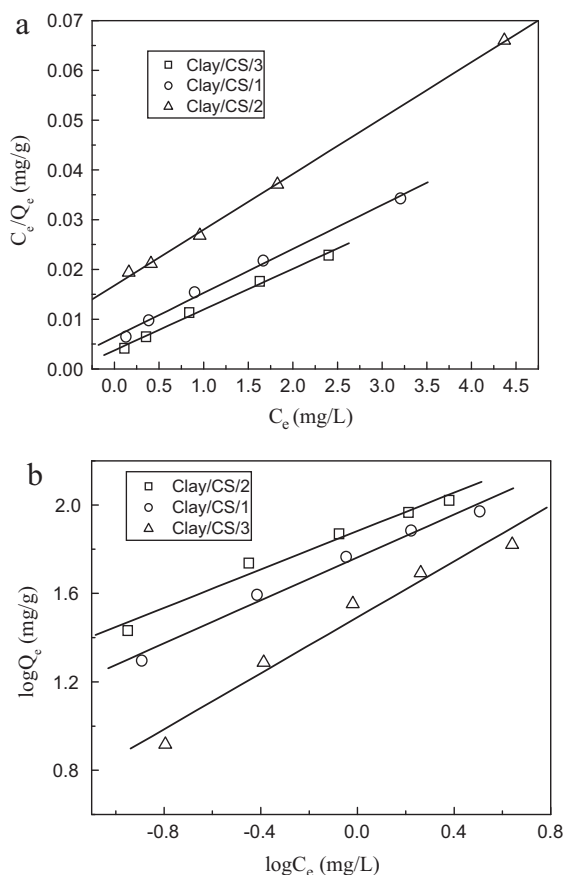 a
Clay/CS/3
Clay/CS/1
Clay/CS/2
Ce/Qe (mg/g)
0.07
0.06
0.05
0.04
0.03
0.02
0.01
0.00
0.0 0.5 1.0 1.5 2.0 2.5 3.0 3.5 4.0 4.5
Ce (mg/L)
b
Clay/CS/2
Clay/CS/1
Clay/CS/3
logQe (mg/g)
2.0
1.6
1.2
0.8
-0.8 -0.4 0.0 0.4 0.8
logCe (mg/L)